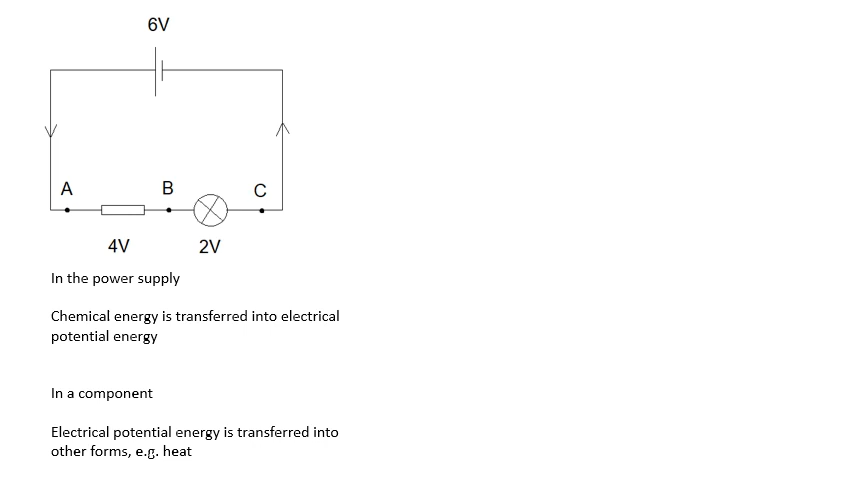 6V
A
B
C
4V
2V
In the power supply
Chemical energy is transferred into electrical
potential energy
In a component
Electrical potential energy is transferred into
other forms, e.g. heat